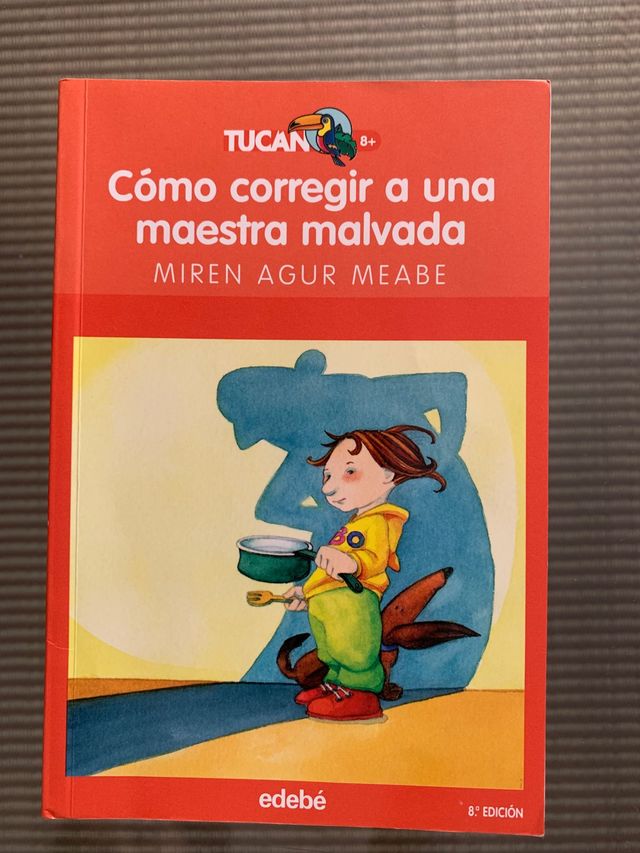 TUCAN 8+
Cómo corregir a una
maestra malvada
MIREN AGUR MEABE
BO
edebé
8.ª EDICIÓN